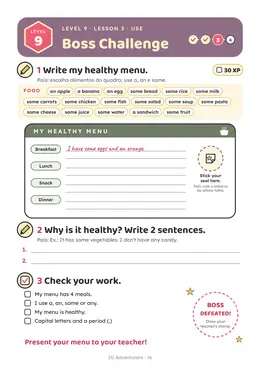 LEVEL 9
LEVEL 9 · LESSON 3 · USE
Boss Challenge
3
4
1 Write my healthy menu.
30 XP
Pais: escolha alimentos do quadro; use a, an e some.
FOOD an apple a banana an egg some bread some rice some milk
some carrots some chicken some fish some salad some soup some pasta
some cheese some juice some water a sandwich some fruit
MY HEALTHY MENU
Breakfast I have some eggs and an orange.
Lunch
Snack
Dinner
Stick your
seal here.
2 Why is it healthy? Write 2 sentences.
Pais: Ex.: It has some vegetables. I don't have any candy.
1.
2.
3 Check your work.
My menu has 4 meals.
I use a, an, some or any.
My menu is healthy.
Capital letters and a period (.)
BOSS
DEFEATED!
Draw your
teacher's stamp.
Present your menu to your teacher!